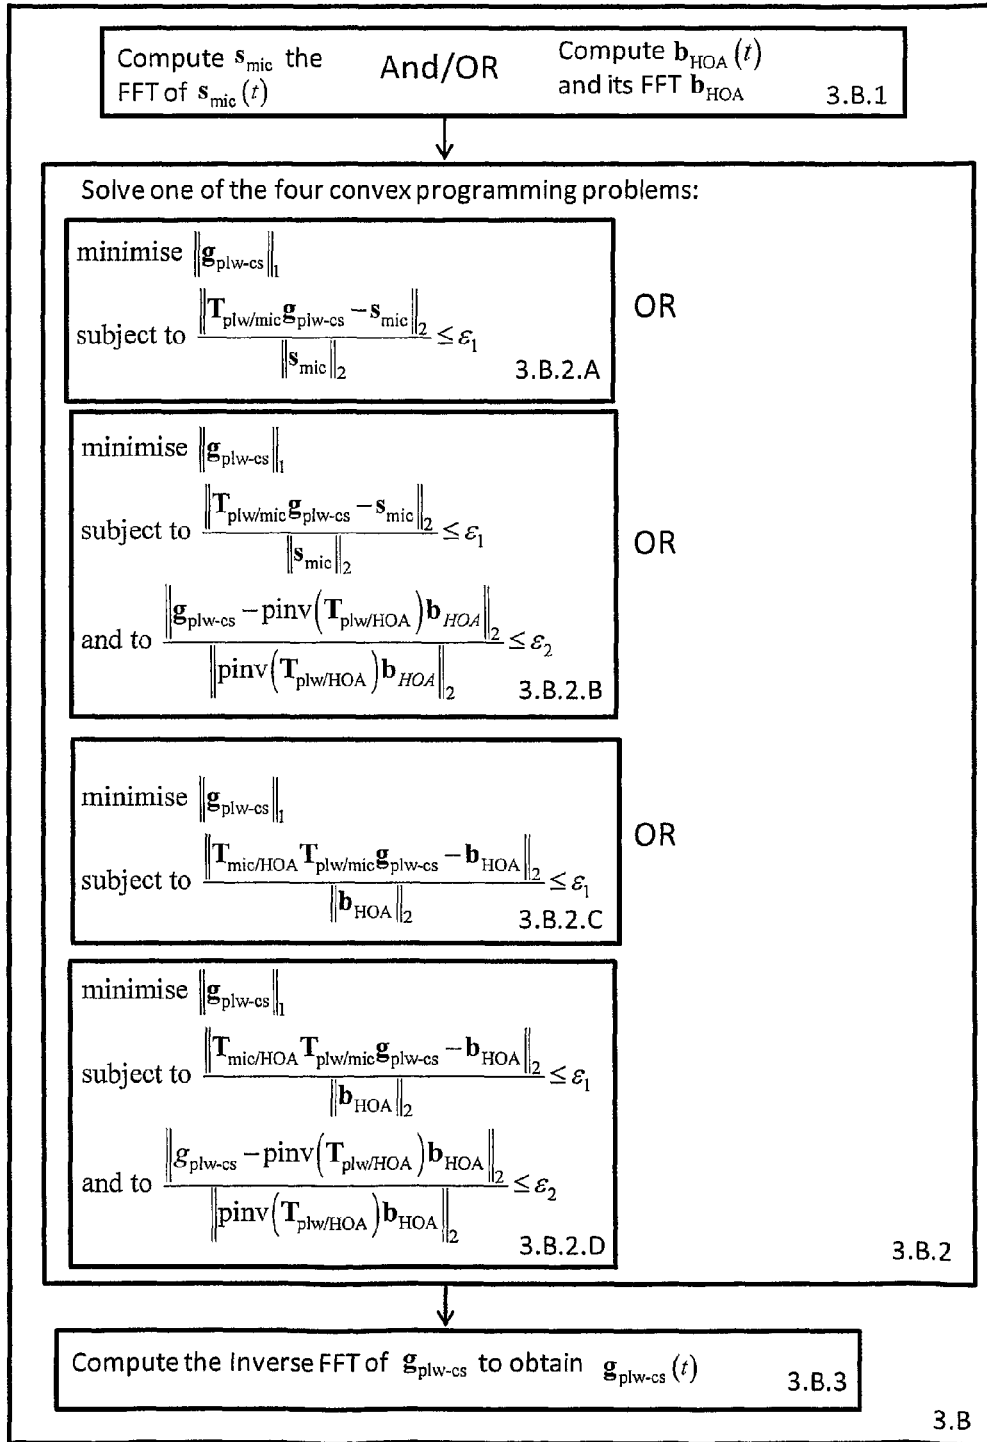 Compute s_mic the And/OR Compute b_HOA(t)
FFT of s_mic(t) and its FFT b_HOA 3.B.1
Solve one of the four convex programming problems:
minimise ‖g_plw-cs‖_1
subject to ‖T_plw/mic g_plw-cs − s_mic‖_2 / ‖s_mic‖_2 ≤ ε_1
3.B.2.A
OR
minimise ‖g_plw-cs‖_1
subject to ‖T_plw/mic g_plw-cs − s_mic‖_2 / ‖s_mic‖_2 ≤ ε_1
and to ‖g_plw-cs − pinv(T_plw/HOA) b_HOA‖_2 / ‖pinv(T_plw/HOA) b_HOA‖_2 ≤ ε_2
3.B.2.B
OR
minimise ‖g_plw-cs‖_1
subject to ‖T_mic/HOA T_plw/mic g_plw-cs − b_HOA‖_2 / ‖b_HOA‖_2 ≤ ε_1
3.B.2.C
OR
minimise ‖g_plw-cs‖_1
subject to ‖T_mic/HOA T_plw/mic g_plw-cs − b_HOA‖_2 / ‖b_HOA‖_2 ≤ ε_1
and to ‖g_plw-cs − pinv(T_plw/HOA) b_HOA‖_2 / ‖pinv(T_plw/HOA) b_HOA‖_2 ≤ ε_2
3.B.2.D
3.B.2
Compute the Inverse FFT of g_plw-cs to obtain g_plw-cs(t) 3.B.3
3.B